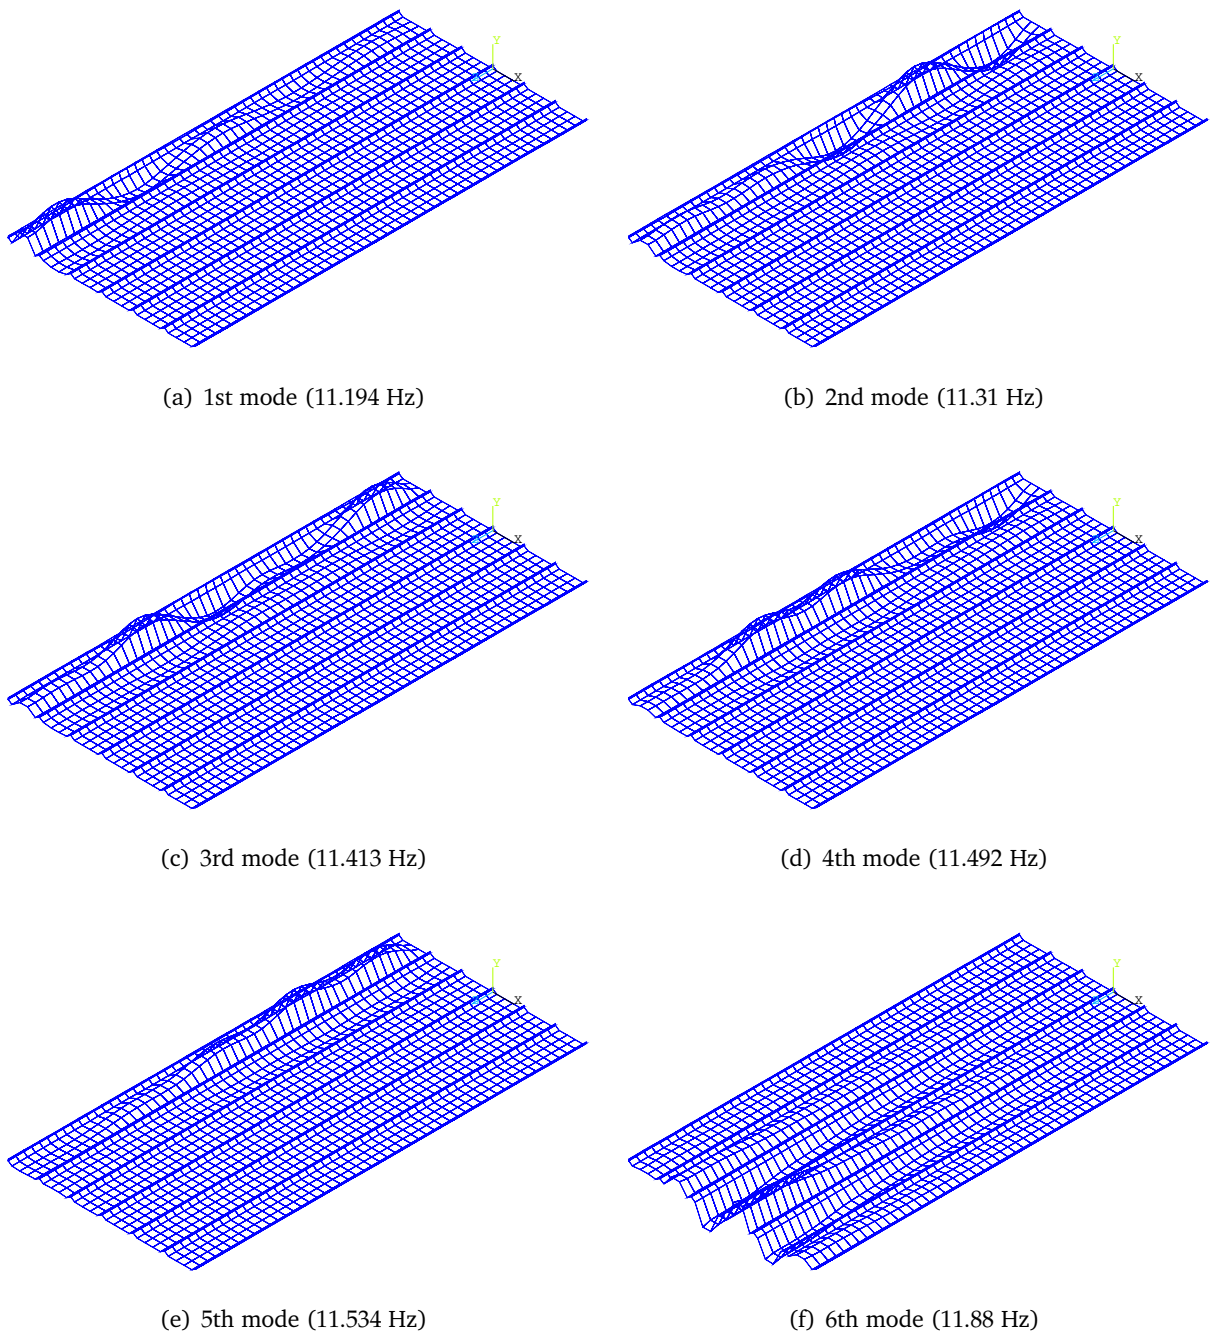 Y
X
Y
X
(a) 1st mode (11.194 Hz)
(b) 2nd mode (11.31 Hz)
Y
X
Y
X
(c) 3rd mode (11.413 Hz)
(d) 4th mode (11.492 Hz)
Y
X
Y
X
(e) 5th mode (11.534 Hz)
(f) 6th mode (11.88 Hz)